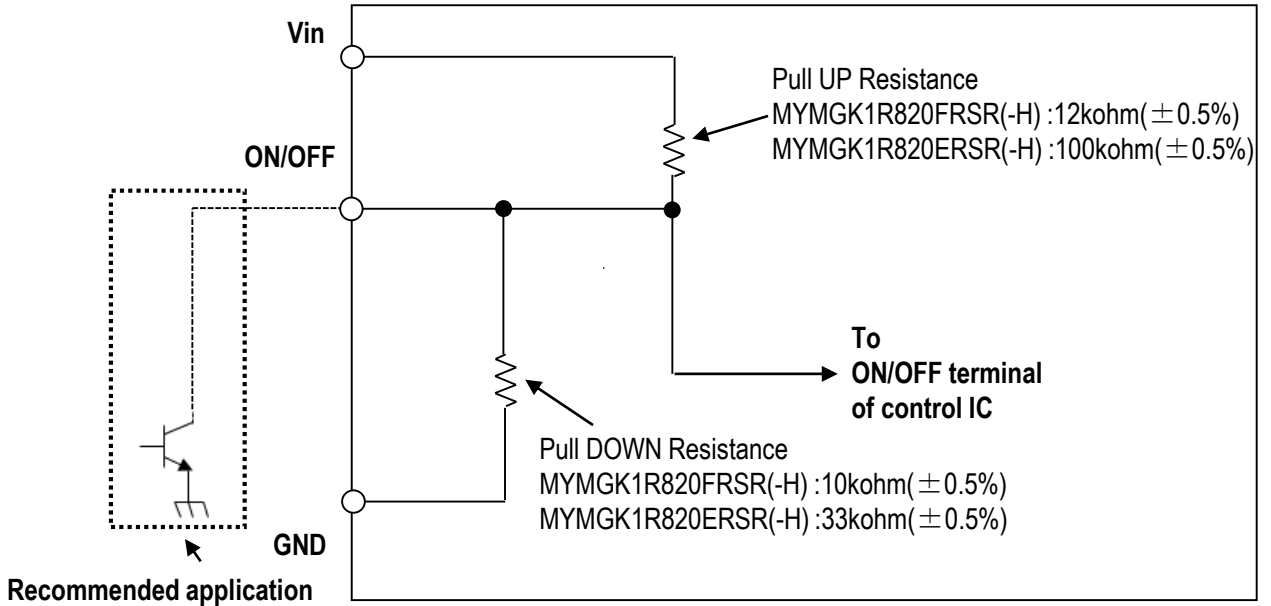 Vin
Pull UP Resistance
MYMGK1R820FRSR(-H) :12kohm(±0.5%)
MYMGK1R820ERSR(-H) :100kohm(±0.5%)
ON/OFF
To
ON/OFF terminal
of control IC
Pull DOWN Resistance
MYMGK1R820FRSR(-H) :10kohm(±0.5%)
MYMGK1R820ERSR(-H) :33kohm(±0.5%)
GND
Recommended application